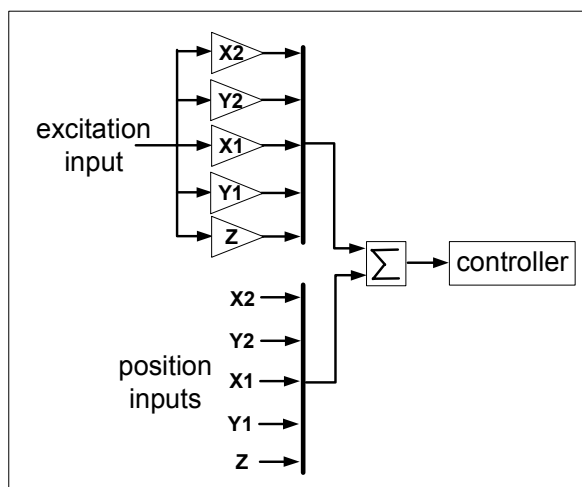 X2
Y2
excitation
input
X1
Y1
Z
Σ
controller
X2
Y2
position
inputs
X1
Y1
Z